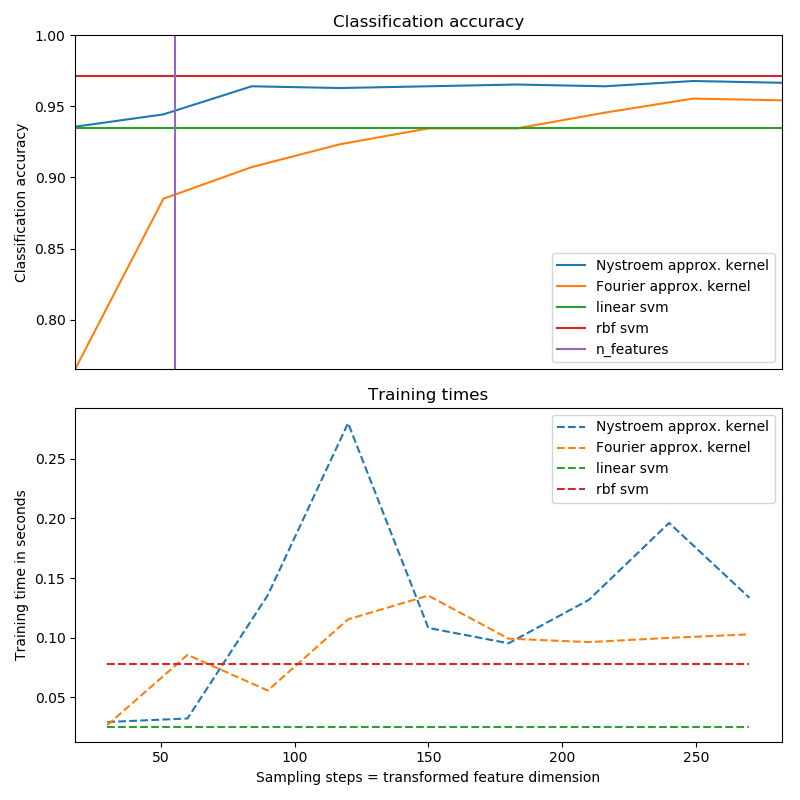 Classification accuracy
1.00
0.95
0.90
0.85
0.80
Classification accuracy
Nystroem approx. kernel
Fourier approx. kernel
linear svm
rbf svm
n_features
Training times
0.25
0.20
0.15
0.10
0.05
Training time in seconds
Nystroem approx. kernel
Fourier approx. kernel
linear svm
rbf svm
50 100 150 200 250
Sampling steps = transformed feature dimension